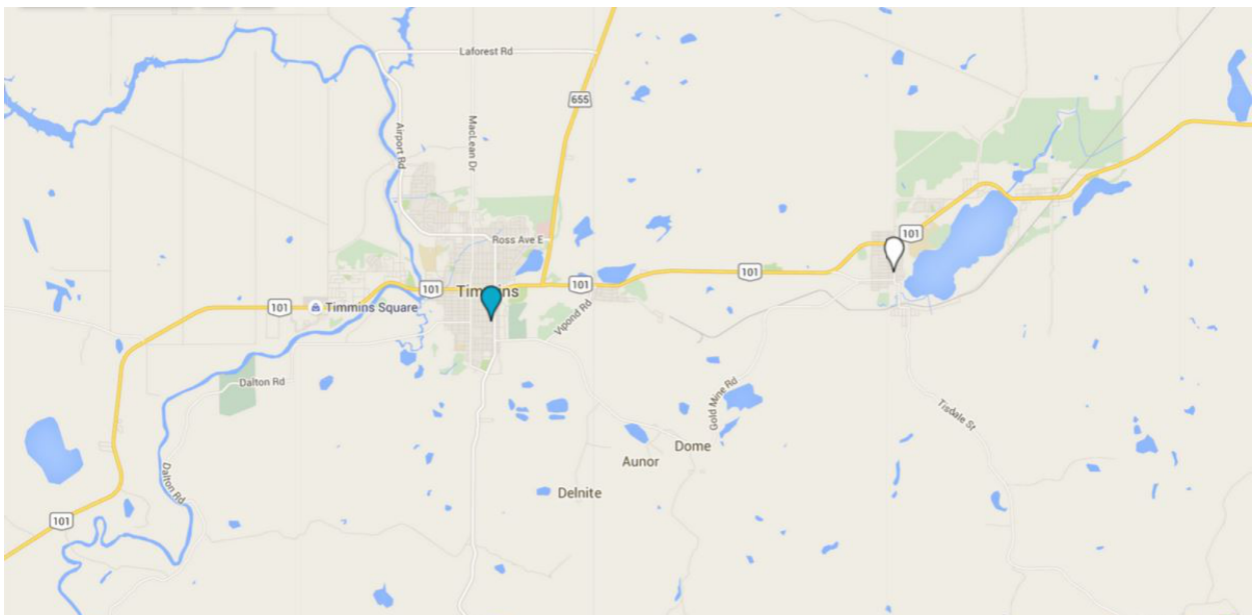 Laforest Rd
655
MacLean Dr
Airport Rd
Ross Ave E
101
101
101
101
Timmins
101
Timmins Square
Vipond Rd
Dalton Rd
Gold Mine Rd
Tisdale St
Dome
Aunor
Dalton Rd
Delnite
101